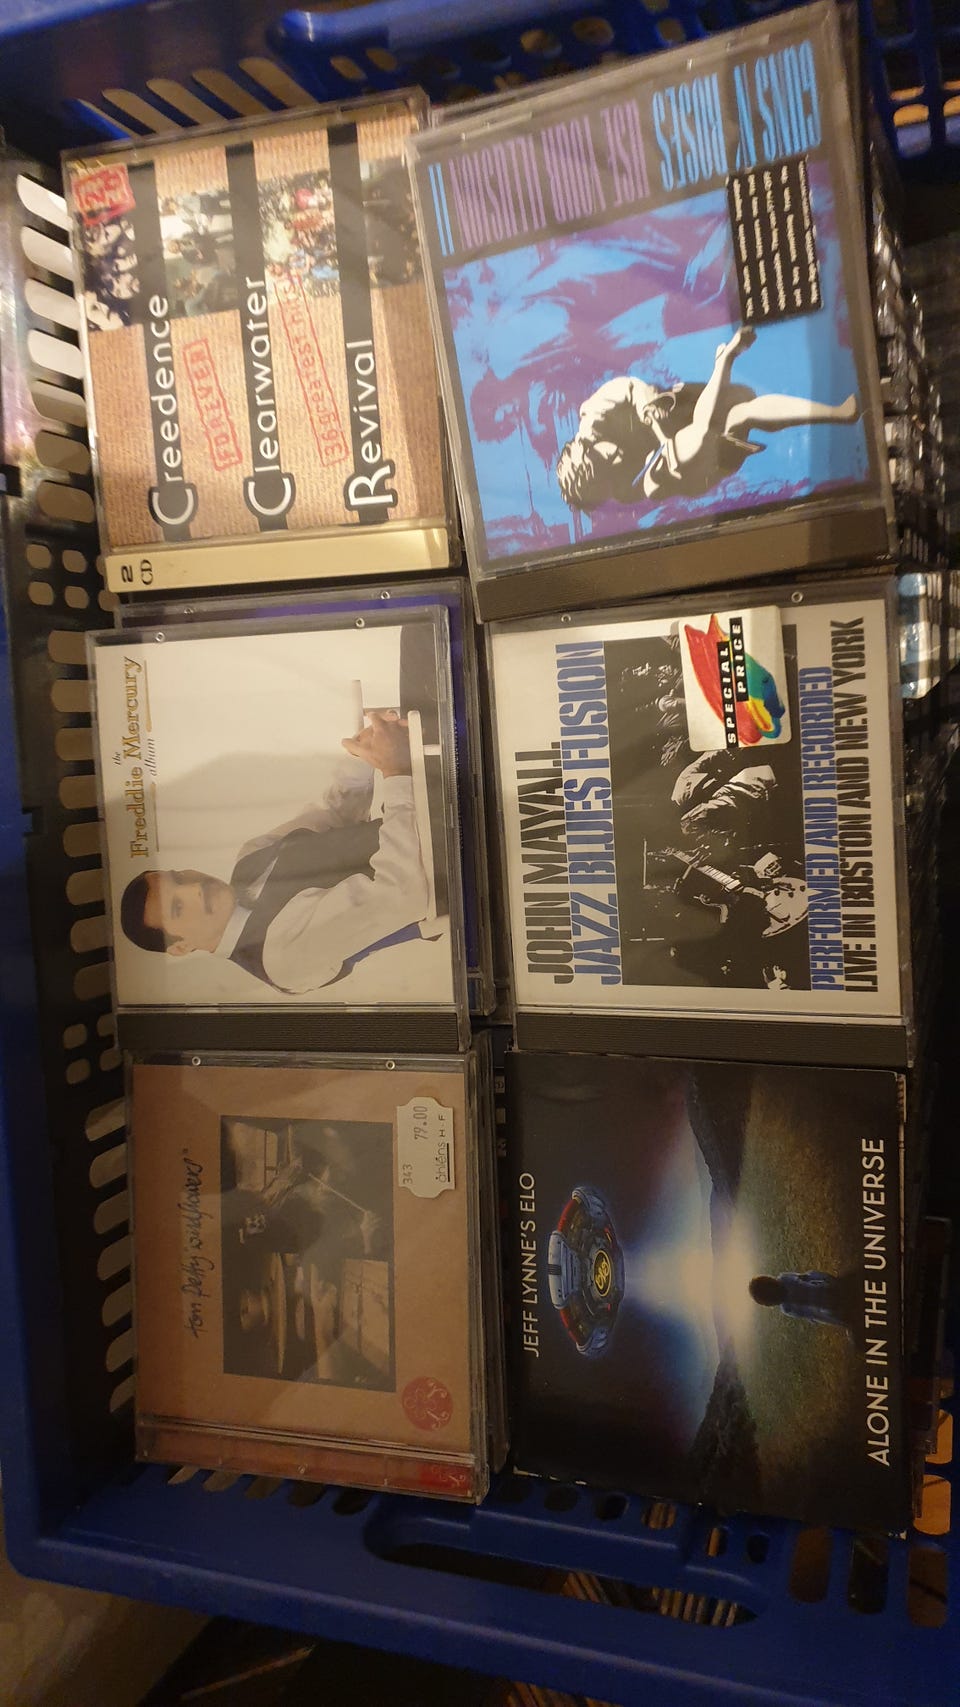 Creedence
FOREVER
Clearwater
36 greatest hits
Revival
2
CD
GUNS N' ROSES
USE YOUR ILLUSION
II
the
Freddie Mercury
album
JOHN MAYALL
JAZZ BLUES FUSION
SPECIAL
PRICE
PERFORMED AND RECORDED
LIVE IN BOSTON AND NEW YORK
tom petty "wildflowers"
343
79.00
åhléns H-F
JEFF LYNNE'S ELO
ALONE IN THE UNIVERSE